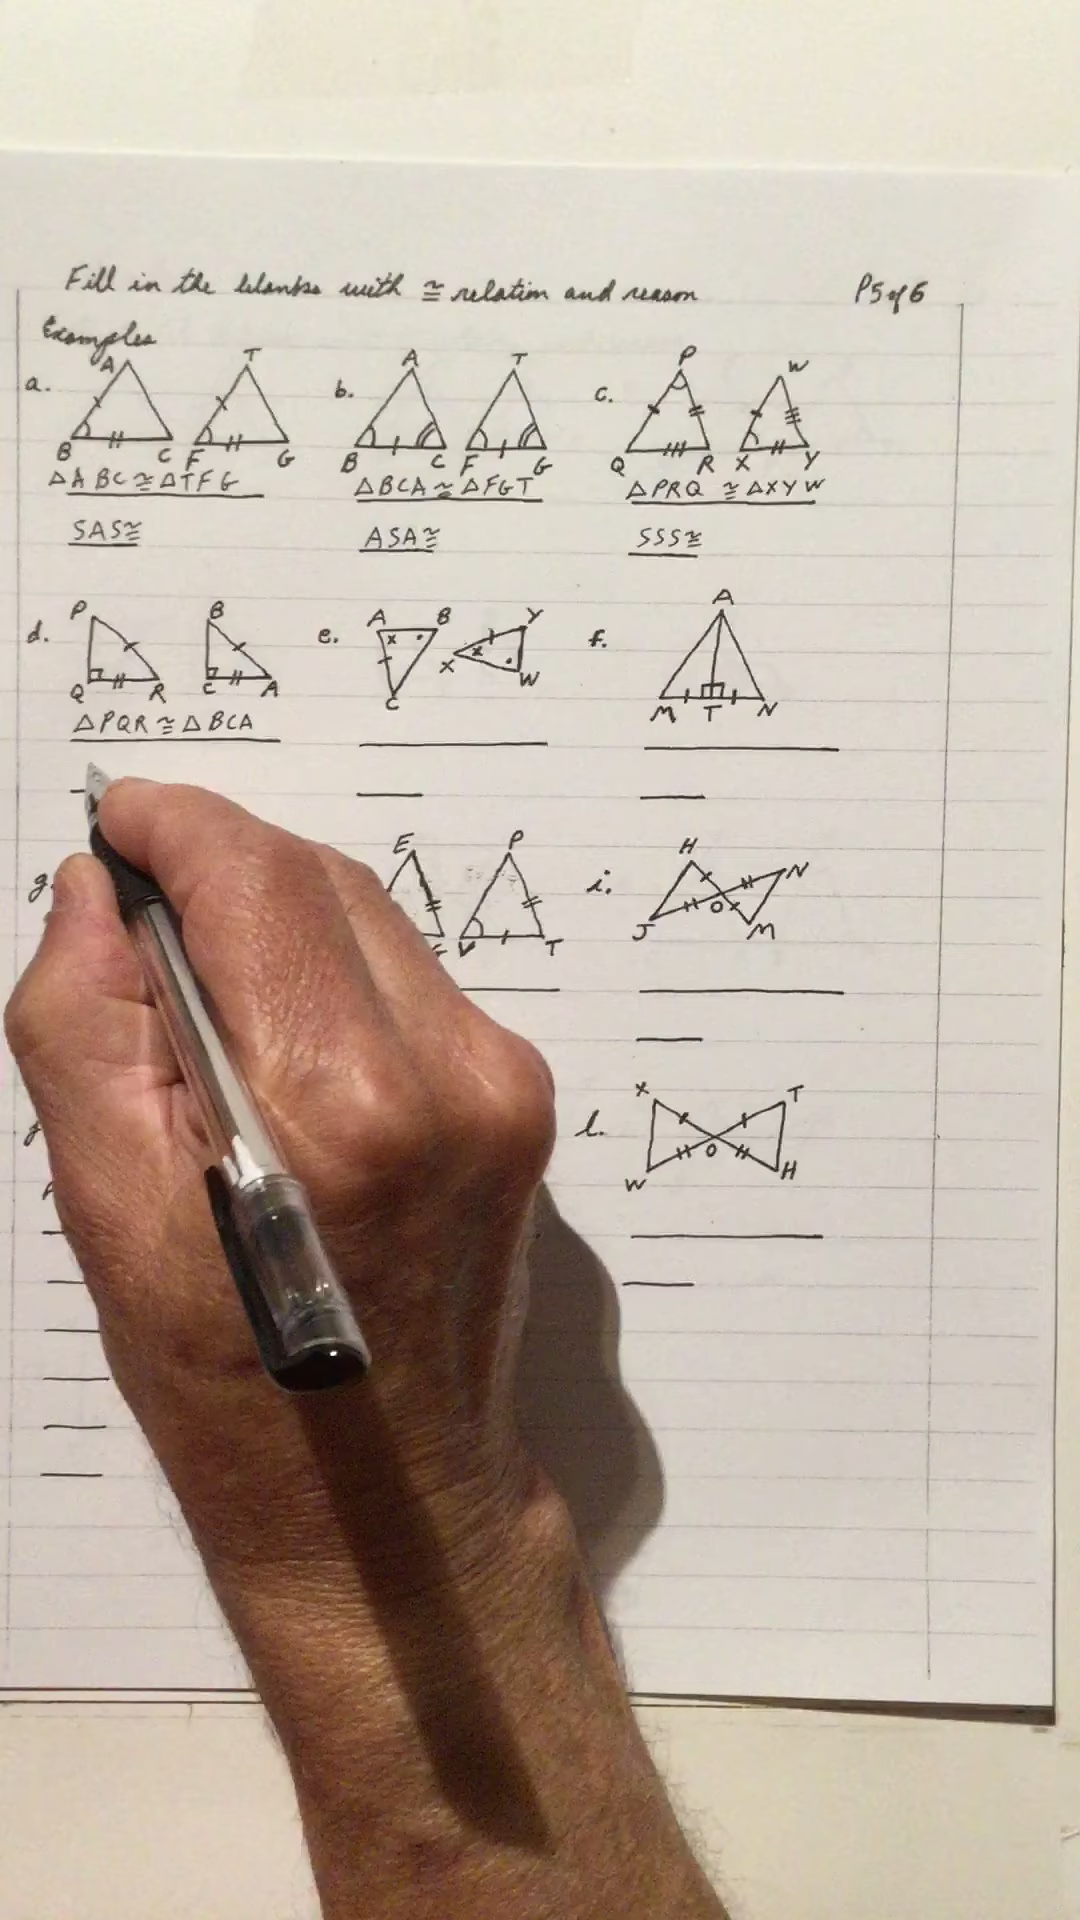 Fill in the blanks with ≅ relation and reason
P5 of 6
Examples
a.
A
B
C
T
F
G
△ABC≅△TFG
SAS≅
b.
A
B
C
T
F
G
△BCA≅△FGT
ASA≅
c.
P
Q
R
W
X
Y
△PRQ ≅ △XYW
SSS≅
d.
P
Q
R
B
C
A
△PQR ≅ △BCA
e.
A
B
C
x
Y
X
W
x
f.
A
M
T
N
g.
E
P
V
T
i.
H
N
J
O
M
l.
X
T
W
O
H